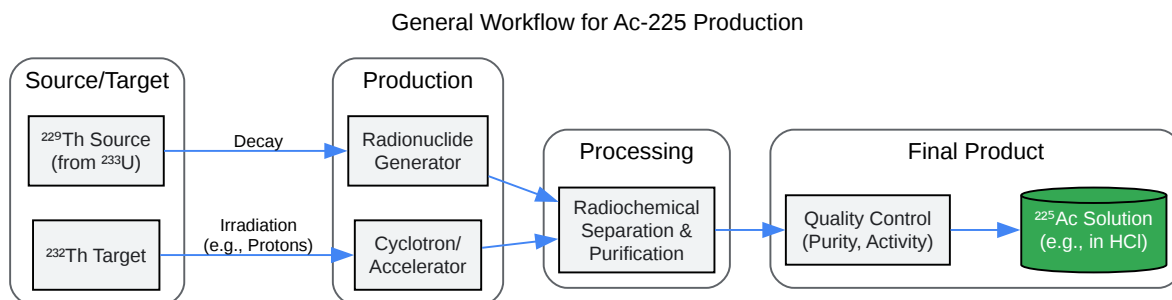 General Workflow for Ac-225 Production
Source/Target
²²⁹Th Source
(from ²³³U)
²³²Th Target
Decay
Irradiation
(e.g., Protons)
Production
Radionuclide
Generator
Cyclotron/
Accelerator
Processing
Radiochemical
Separation &
Purification
Final Product
Quality Control
(Purity, Activity)
²²⁵Ac Solution
(e.g., in HCl)